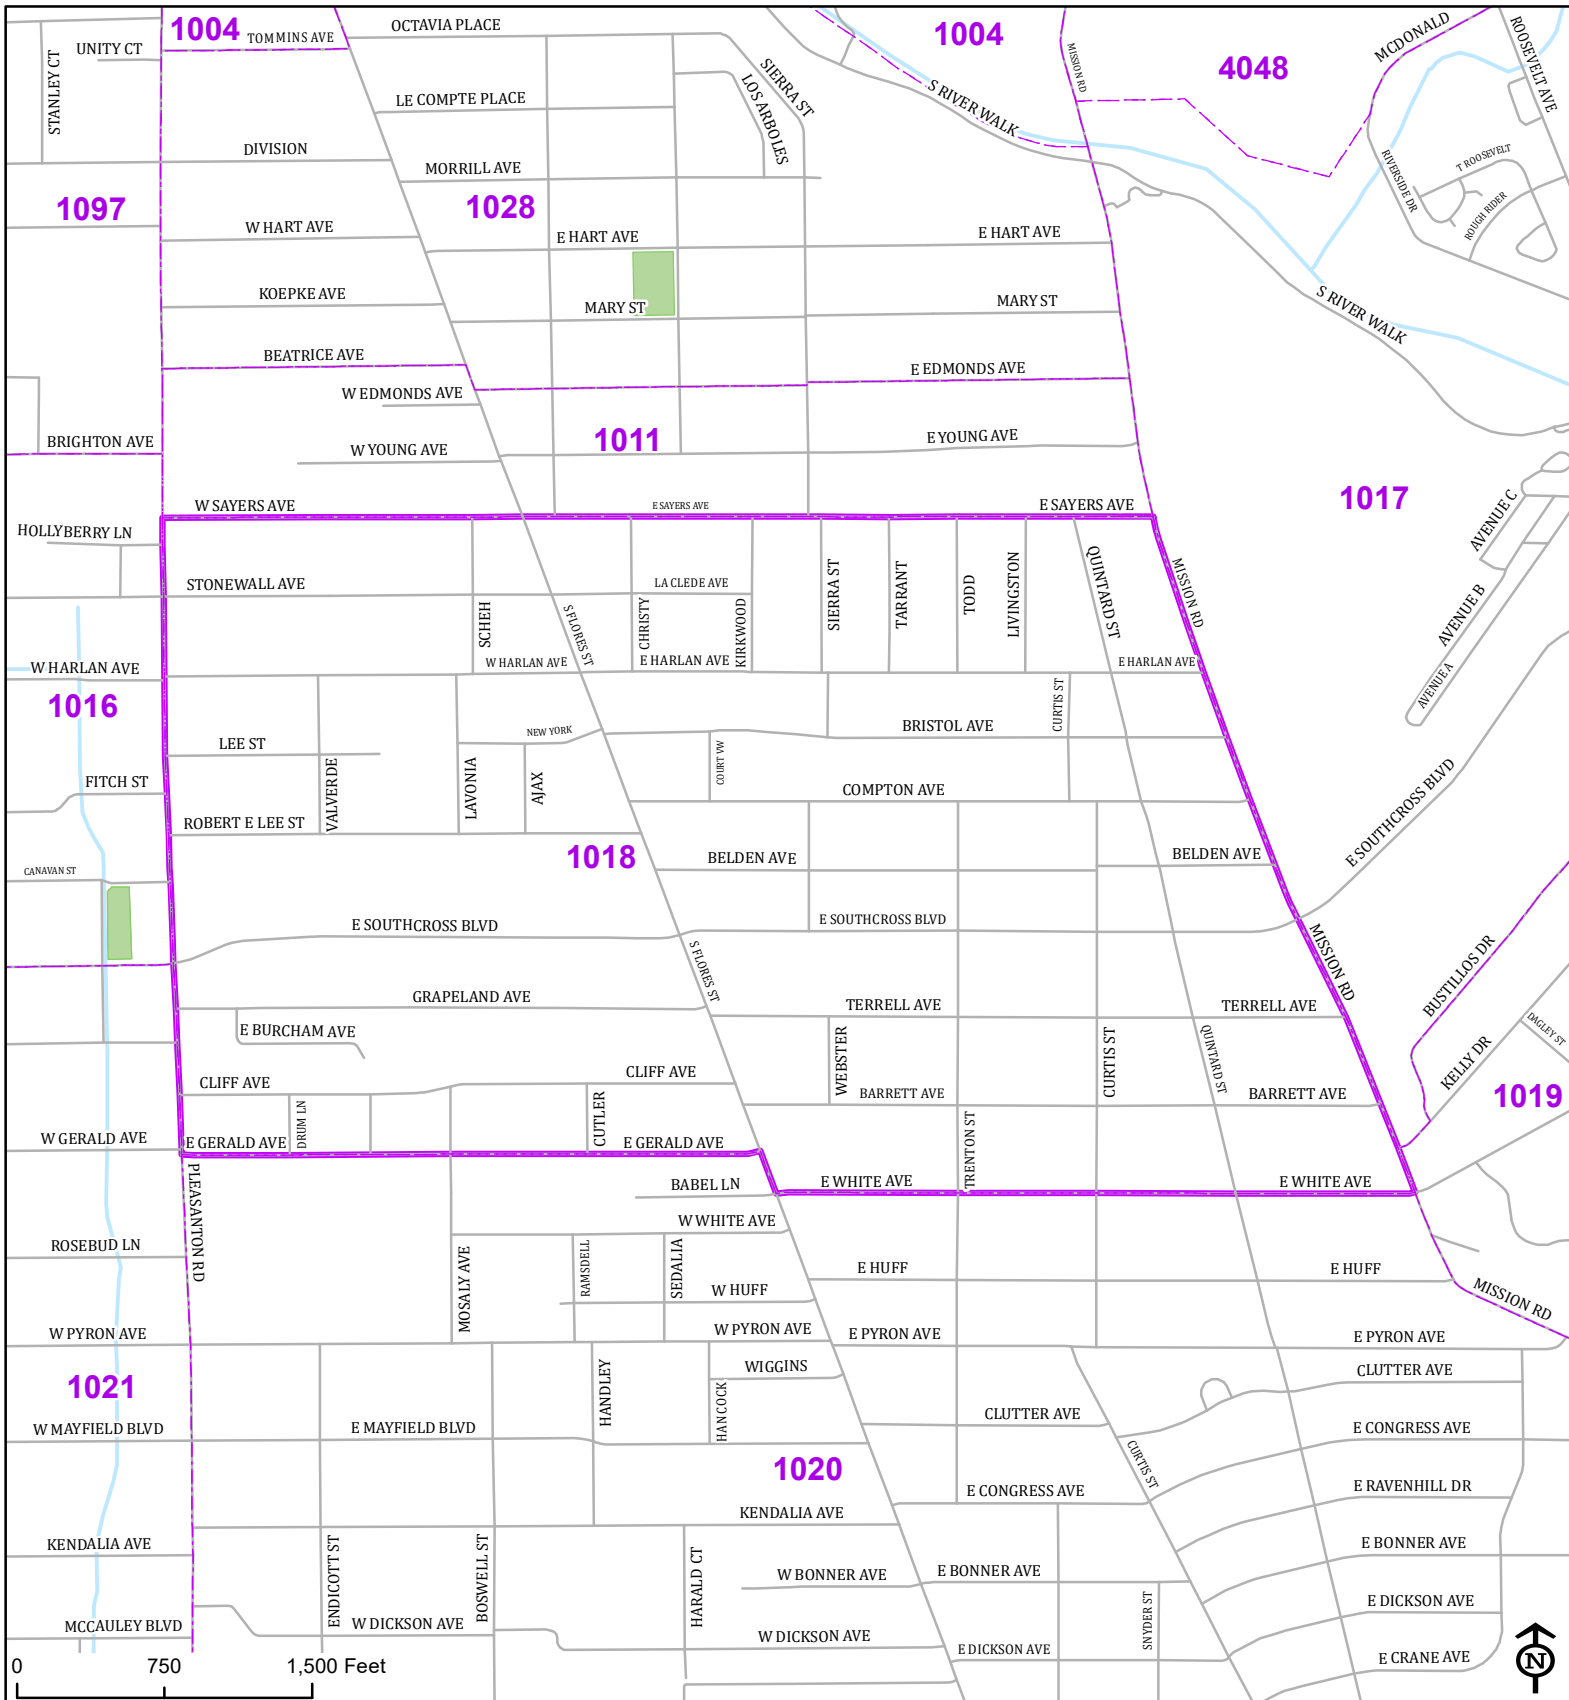 1004
TOMMINS AVE
OCTAVIA PLACE
1004
MISSION RD
4048
MCDONALD
ROOSEVELT AVE
UNITY CT
STANLEY CT
SIERRA ST
LOS ARBOLES
LE COMPTE PLACE
S RIVER WALK
DIVISION
MORRILL AVE
T ROOSEVELT
RIVERSIDE DR
ROUGH RIDER
1097
1028
W HART AVE
E HART AVE
E HART AVE
KOEPKE AVE
MARY ST
MARY ST
S RIVER WALK
BEATRICE AVE
E EDMONDS AVE
W EDMONDS AVE
BRIGHTON AVE
W YOUNG AVE
1011
E YOUNG AVE
1017
W SAYERS AVE
E SAYERS AVE
E SAYERS AVE
AVENUE C
HOLLYBERRY LN
STONEWALL AVE
LA CLEDE AVE
SCHEH
S FLORES ST
CHRISTY
KIRKWOOD
SIERRA ST
TARRANT
TODD
LIVINGSTON
QUINTARD ST
MISSION RD
AVENUE B
AVENUE A
W HARLAN AVE
W HARLAN AVE
E HARLAN AVE
E HARLAN AVE
1016
CURTIS ST
LEE ST
NEW YORK
BRISTOL AVE
COURT VW
FITCH ST
VALVERDE
LAVONIA
AJAX
COMPTON AVE
E SOUTHCROSS BLVD
ROBERT E LEE ST
1018
BELDEN AVE
BELDEN AVE
CANAVAN ST
E SOUTHCROSS BLVD
E SOUTHCROSS BLVD
S FLORES ST
MISSION RD
BUSTILLOS DR
GRAPELAND AVE
TERRELL AVE
TERRELL AVE
E BURCHAM AVE
WEBSTER
CURTIS ST
QUINTARD ST
KELLY DR
DAGLEY ST
CLIFF AVE
CLIFF AVE
BARRETT AVE
BARRETT AVE
1019
W GERALD AVE
E GERALD AVE
DRUM LN
CUTLER
E GERALD AVE
TRENTON ST
PLEASANTON RD
BABEL LN
E WHITE AVE
E WHITE AVE
W WHITE AVE
ROSEBUD LN
MOSALY AVE
RAMSDELL
SEDALIA
W HUFF
E HUFF
E HUFF
MISSION RD
W PYRON AVE
W PYRON AVE
E PYRON AVE
E PYRON AVE
1021
HANDLEY
WIGGINS
HANCOCK
CLUTTER AVE
W MAYFIELD BLVD
E MAYFIELD BLVD
CLUTTER AVE
E CONGRESS AVE
1020
CURTIS ST
E CONGRESS AVE
E RAVENHILL DR
KENDALIA AVE
KENDALIA AVE
ENDICOTT ST
BOSWELL ST
HARALD CT
W BONNER AVE
E BONNER AVE
E BONNER AVE
MCCAULEY BLVD
W DICKSON AVE
W DICKSON AVE
E DICKSON AVE
SNYDER ST
E DICKSON AVE
E CRANE AVE
0 750 1,500 Feet
N